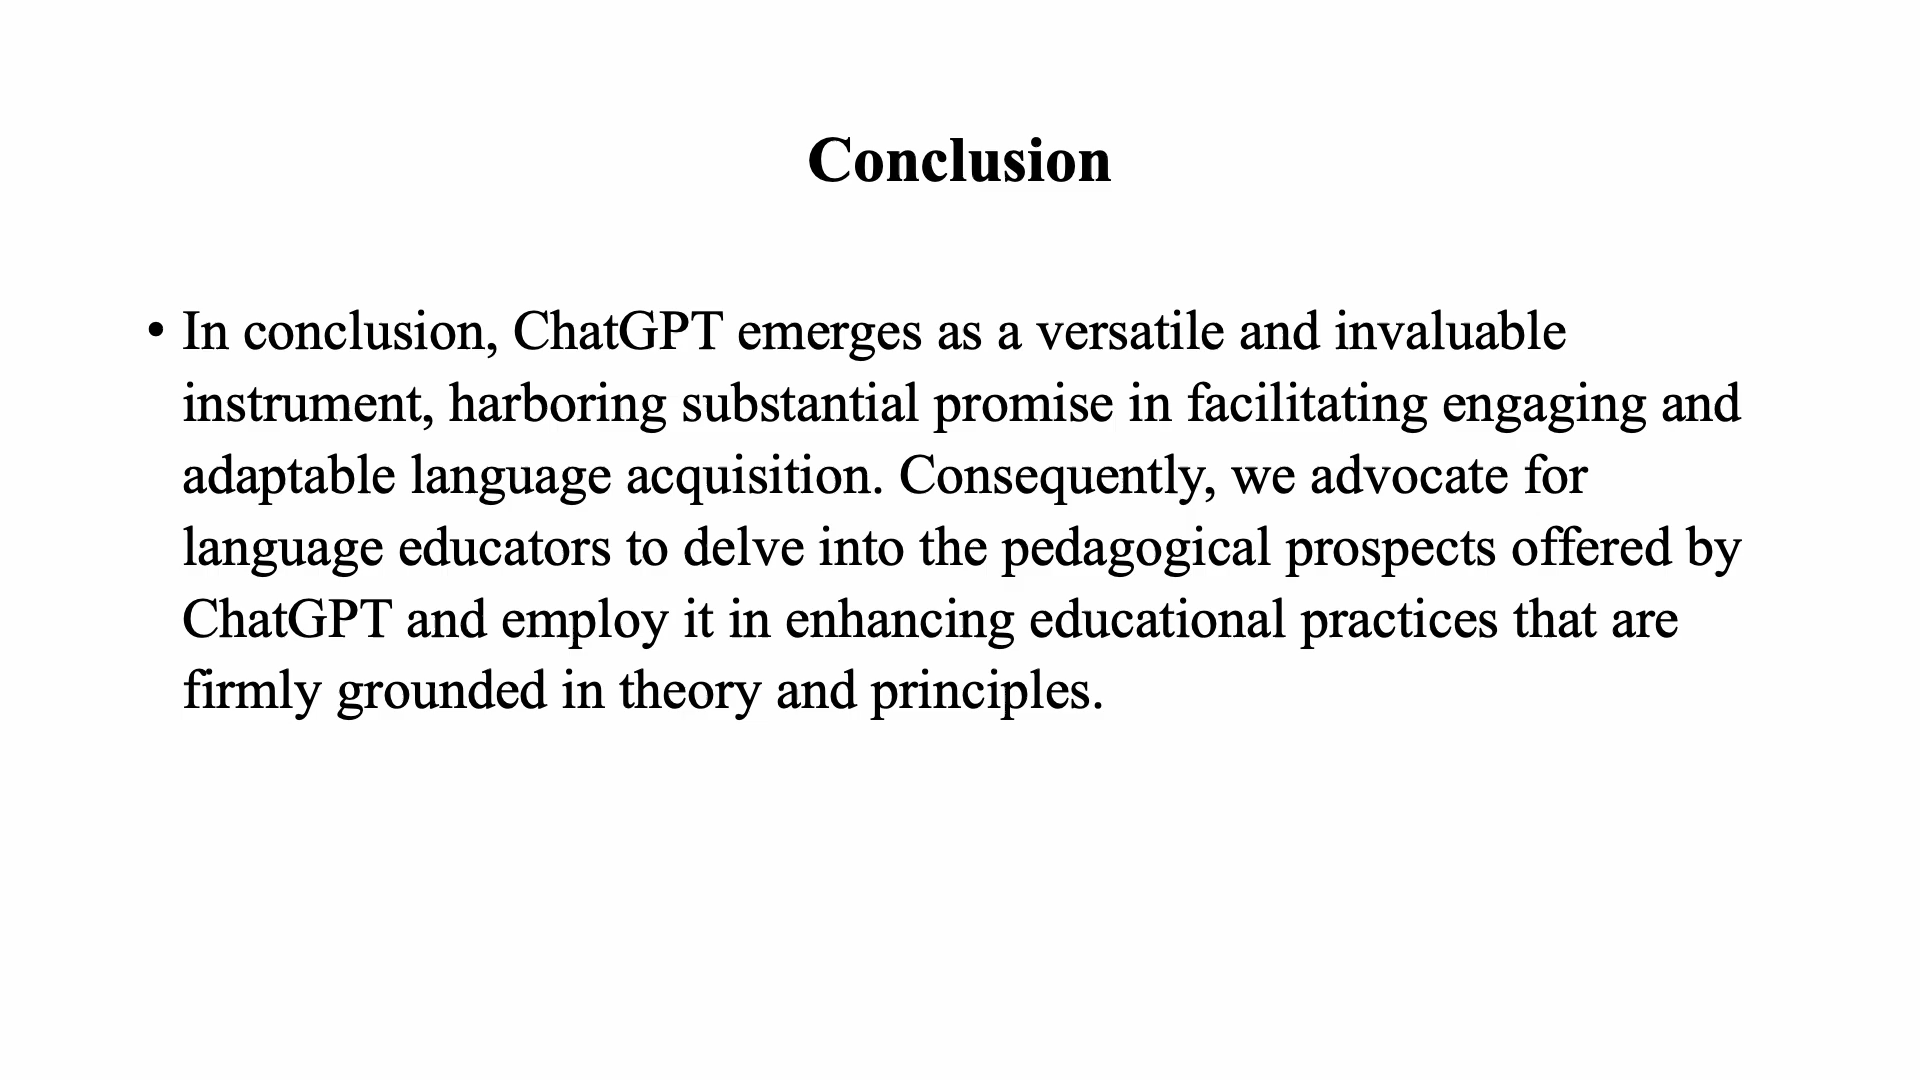 Conclusion
• In conclusion, ChatGPT emerges as a versatile and invaluable
instrument, harboring substantial promise in facilitating engaging and
adaptable language acquisition. Consequently, we advocate for
language educators to delve into the pedagogical prospects offered by
ChatGPT and employ it in enhancing educational practices that are
firmly grounded in theory and principles.